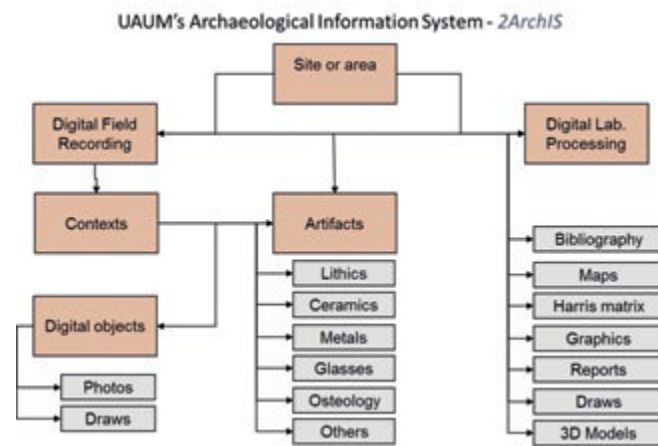 UAUM's Archaeological Information System - 2ArchIS
Site or area
Digital Field
Recording
Digital Lab.
Processing
Contexts
Artifacts
Bibliography
Lithics
Maps
Ceramics
Harris matrix
Digital objects
Metals
Graphics
Glasses
Reports
Photos
Osteology
Draws
Draws
Others
3D Models